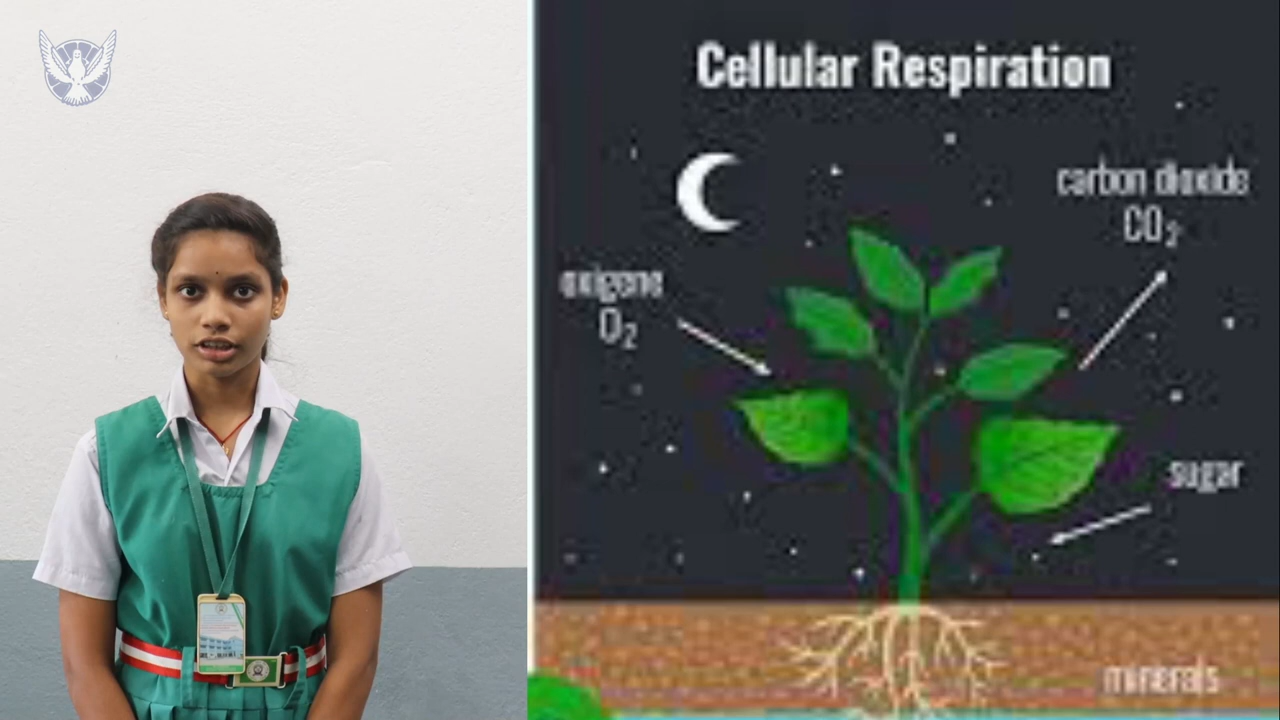 Cellular Respiration
carbon dioxide
CO₂
oxigene
O₂
sugar
minerals